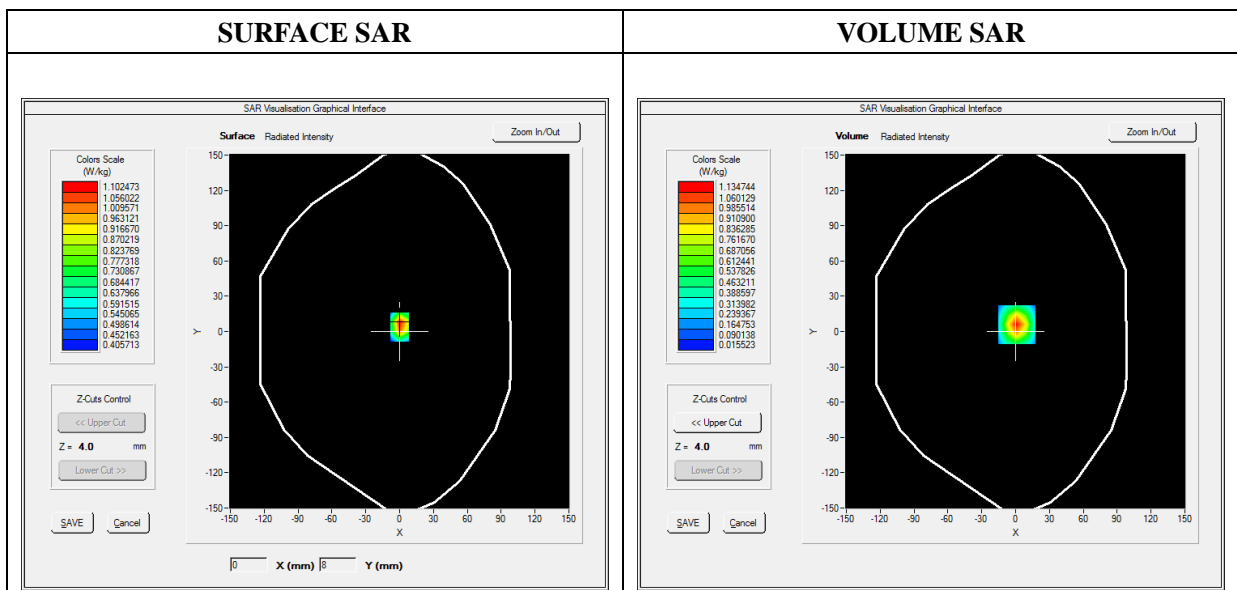 SURFACE SAR
VOLUME SAR
SAR Visualisation Graphical Interface
Surface Radiated Intensity
Zoom In/Out
Colors Scale
(W/kg)
1.102473
1.056022
1.009571
0.963121
0.916670
0.870219
0.823769
0.777318
0.730867
0.684417
0.637966
0.591515
0.545065
0.498614
0.452163
0.405713
150
120
90
60
30
0
-30
-60
-90
-120
-150
Y
-150 -120 -90 -60 -30 0 30 60 90 120 150
X
Z-Cuts Control
<< Upper Cut
Z = 4.0 mm
Lower Cut >>
SAVE Cancel
0 X (mm) 8 Y (mm)
SAR Visualisation Graphical Interface
Volume Radiated Intensity
Zoom In/Out
Colors Scale
(W/kg)
1.134744
1.060129
0.985514
0.910900
0.836285
0.761670
0.687056
0.612441
0.537826
0.463211
0.388597
0.313982
0.239367
0.164753
0.090138
0.015523
150
120
90
60
30
0
-30
-60
-90
-120
-150
Y
-150 -120 -90 -60 -30 0 30 60 90 120 150
X
Z-Cuts Control
<< Upper Cut
Z = 4.0 mm
Lower Cut >>
SAVE Cancel